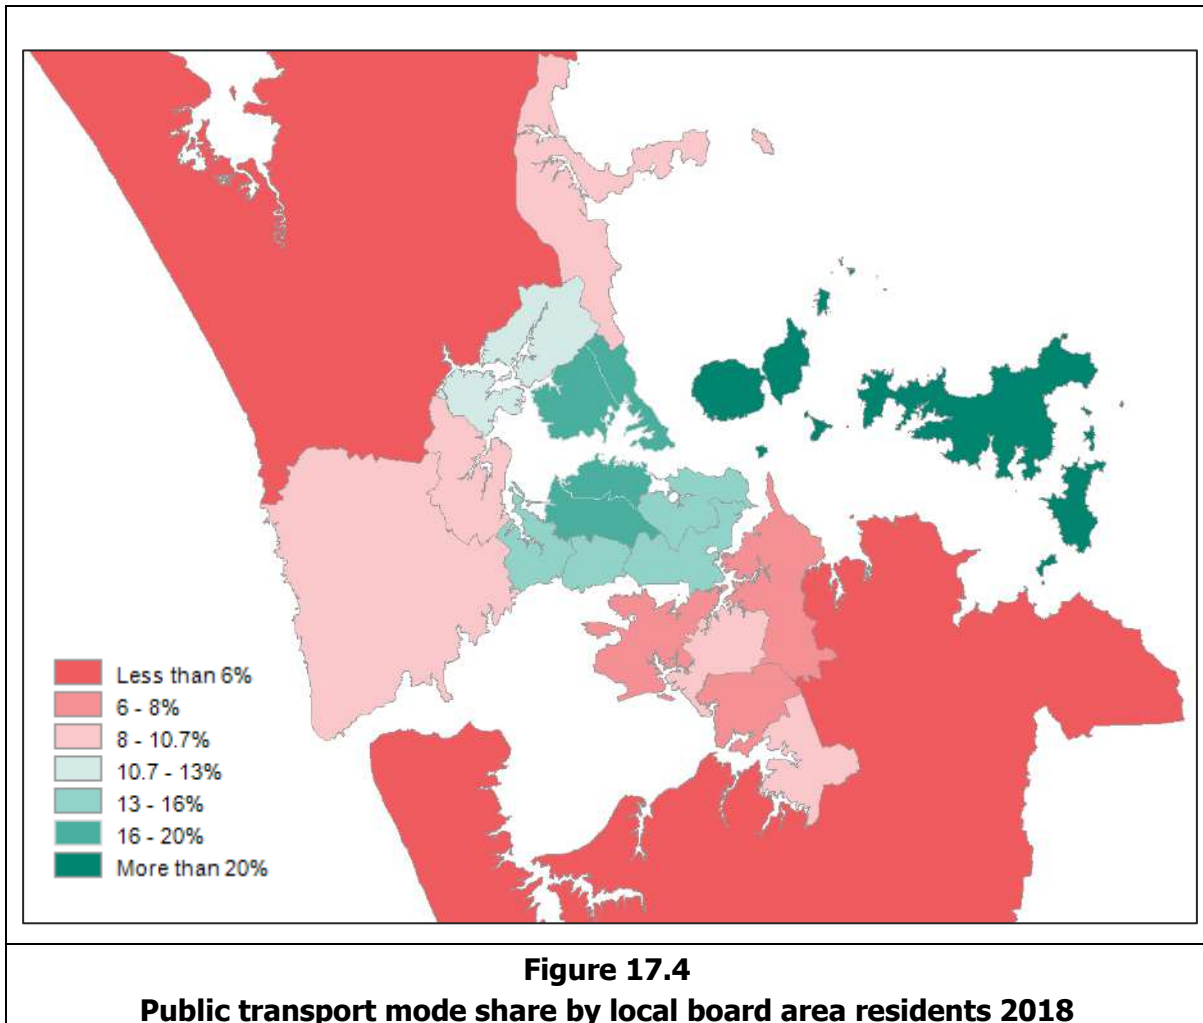 Less than 6%
6 - 8%
8 - 10.7%
10.7 - 13%
13 - 16%
16 - 20%
More than 20%
Figure 17.4
Public transport mode share by local board area residents 2018